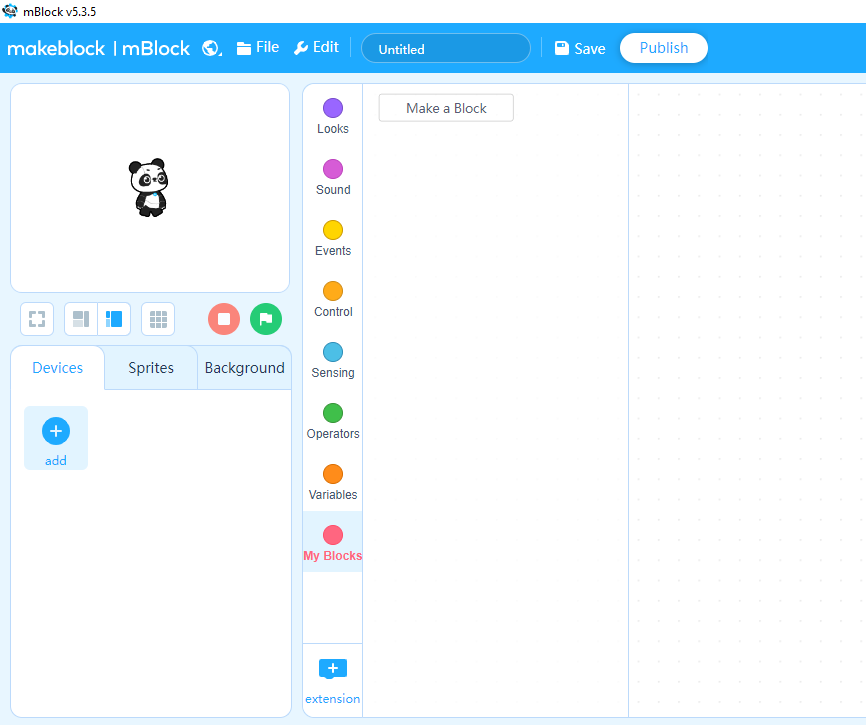 mBlock v5.3.5
makeblock | mBlock File Edit Untitled Save Publish
Make a Block
Looks
Sound
Events
Control
Sensing
Operators
Variables
My Blocks
extension
Devices Sprites Background
add